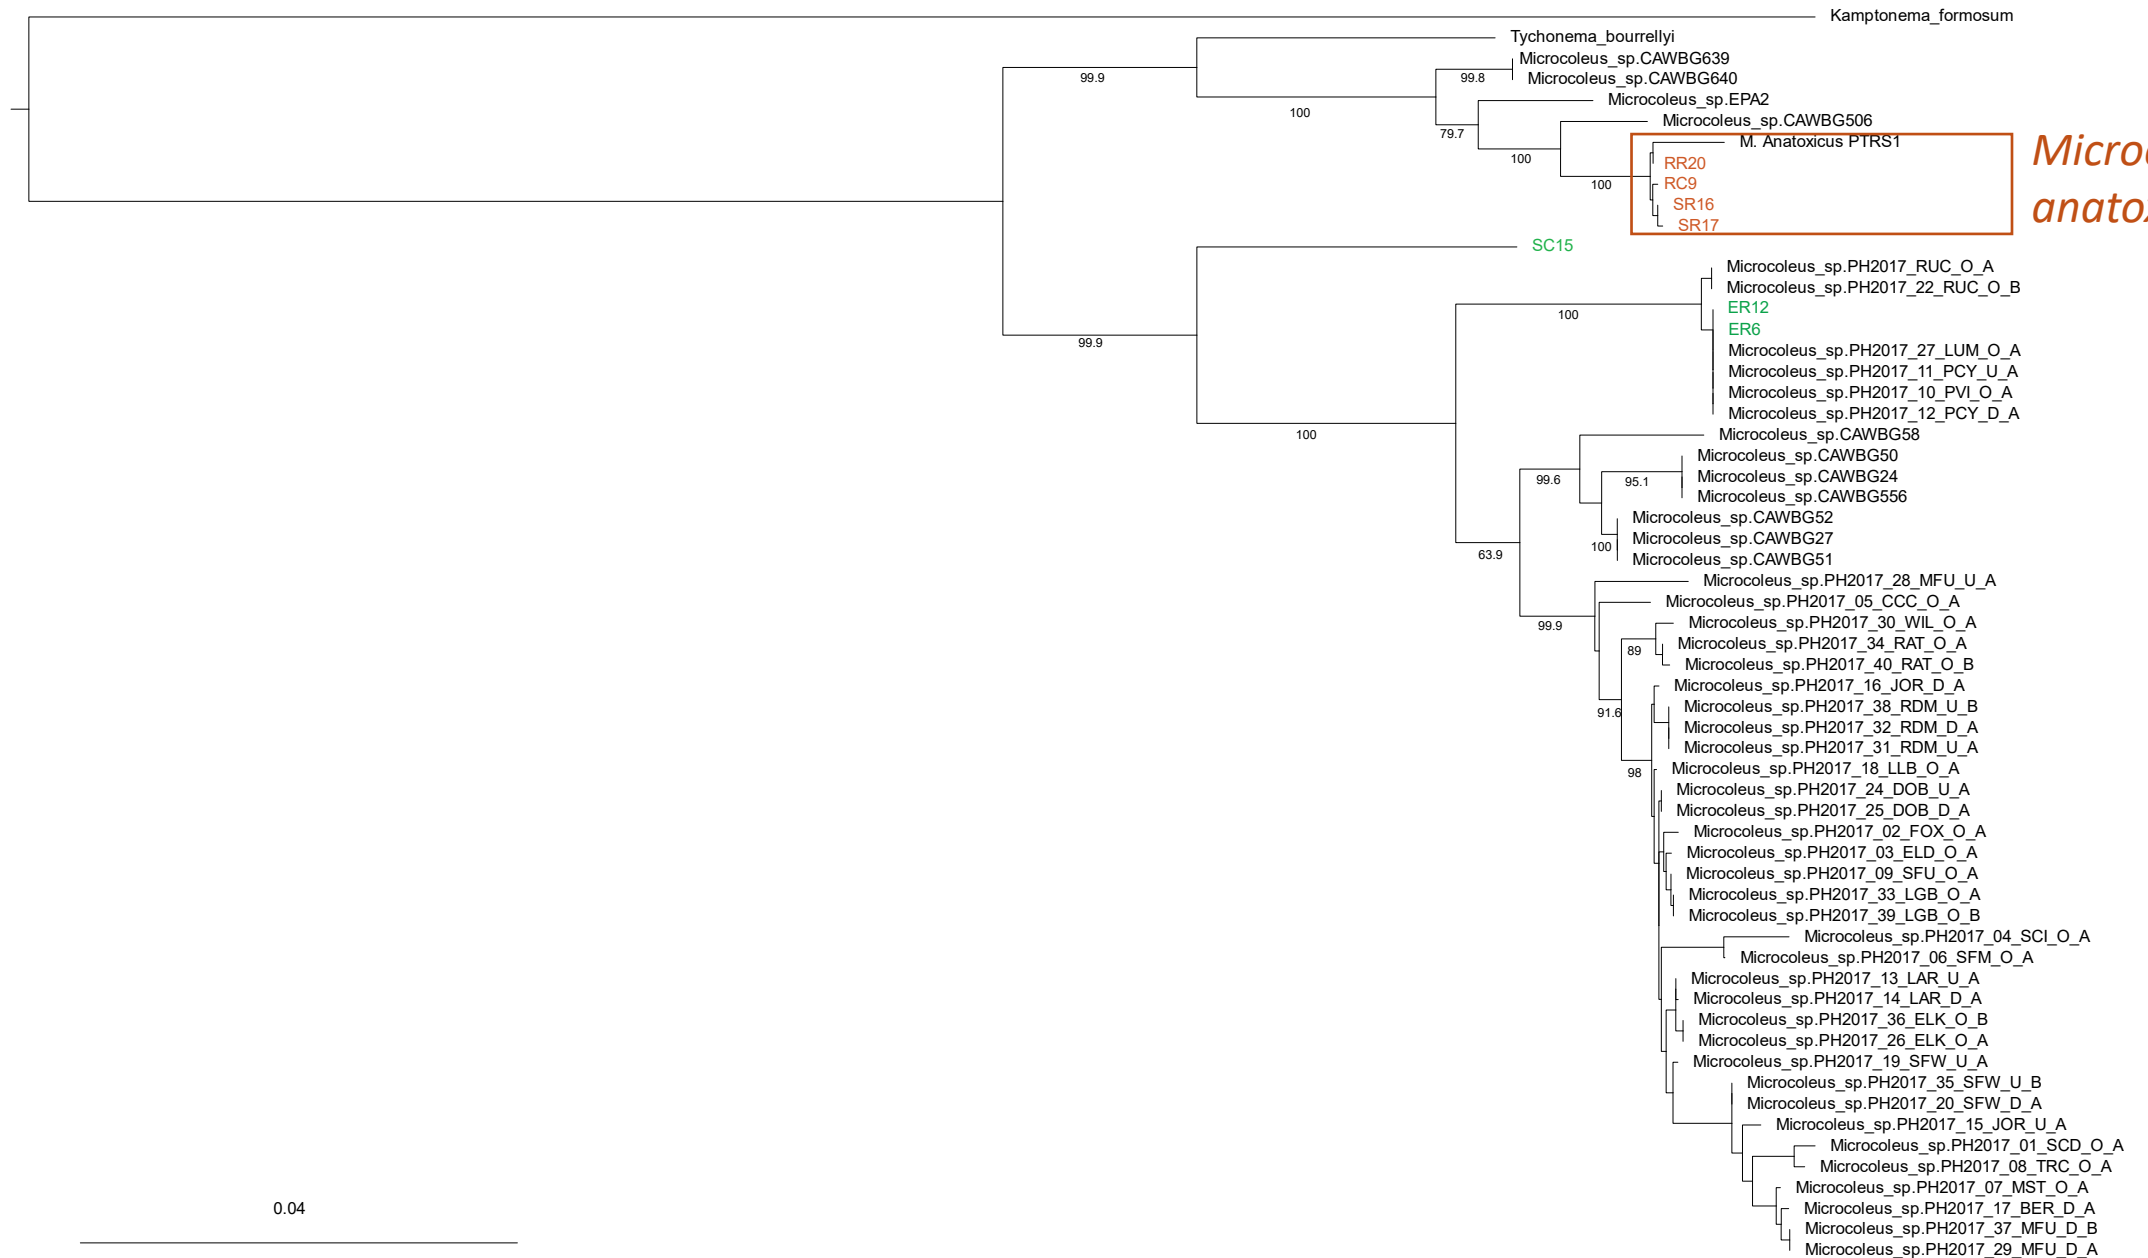 Kamptonema_formosum
Tychonema_bourrellyi
Microcoleus_sp.CAWBG639
99.9
99.8
Microcoleus_sp.CAWBG640
Microcoleus_sp.EPA2
100
Microcoleus_sp.CAWBG506
79.7
M. Anatoxicus PTRS1
Micro
100
RR20
RC9
100
SR16
anato
SR17
SC15
Microcoleus_sp.PH2017_RUC_O_A
Microcoleus_sp.PH2017_22_RUC_O_B
ER12
100
ER6
99.9
Microcoleus_sp.PH2017_27_LUM_O_A
Microcoleus_sp.PH2017_11_PCY_U_A
Microcoleus_sp.PH2017_10_PVI_O_A
Microcoleus_sp.PH2017_12_PCY_D_A
100
Microcoleus_sp.CAWBG58
Microcoleus_sp.CAWBG50
99.6
95.1
Microcoleus_sp.CAWBG24
Microcoleus_sp.CAWBG556
Microcoleus_sp.CAWBG52
Microcoleus_sp.CAWBG27
100
63.9
Microcoleus_sp.CAWBG51
Microcoleus_sp.PH2017_28_MFU_U_A
Microcoleus_sp.PH2017_05_CCC_O_A
99.9
Microcoleus_sp.PH2017_30_WIL_O_A
Microcoleus_sp.PH2017_34_RAT_O_A
89
Microcoleus_sp.PH2017_40_RAT_O_B
Microcoleus_sp.PH2017_16_JOR_D_A
Microcoleus_sp.PH2017_38_RDM_U_B
91.6
Microcoleus_sp.PH2017_32_RDM_D_A
Microcoleus_sp.PH2017_31_RDM_U_A
Microcoleus_sp.PH2017_18_LLB_O_A
98
Microcoleus_sp.PH2017_24_DOB_U_A
Microcoleus_sp.PH2017_25_DOB_D_A
Microcoleus_sp.PH2017_02_FOX_O_A
Microcoleus_sp.PH2017_03_ELD_O_A
Microcoleus_sp.PH2017_09_SFU_O_A
Microcoleus_sp.PH2017_33_LGB_O_A
Microcoleus_sp.PH2017_39_LGB_O_B
Microcoleus_sp.PH2017_04_SCI_O_A
Microcoleus_sp.PH2017_06_SFM_O_A
Microcoleus_sp.PH2017_13_LAR_U_A
Microcoleus_sp.PH2017_14_LAR_D_A
Microcoleus_sp.PH2017_36_ELK_O_B
Microcoleus_sp.PH2017_26_ELK_O_A
Microcoleus_sp.PH2017_19_SFW_U_A
Microcoleus_sp.PH2017_35_SFW_U_B
Microcoleus_sp.PH2017_20_SFW_D_A
Microcoleus_sp.PH2017_15_JOR_U_A
Microcoleus_sp.PH2017_01_SCD_O_A
Microcoleus_sp.PH2017_08_TRC_O_A
Microcoleus_sp.PH2017_07_MST_O_A
0.04
Microcoleus_sp.PH2017_17_BER_D_A
Microcoleus_sp.PH2017_37_MFU_D_B
Microcoleus_sp.PH2017_29_MFU_D_A